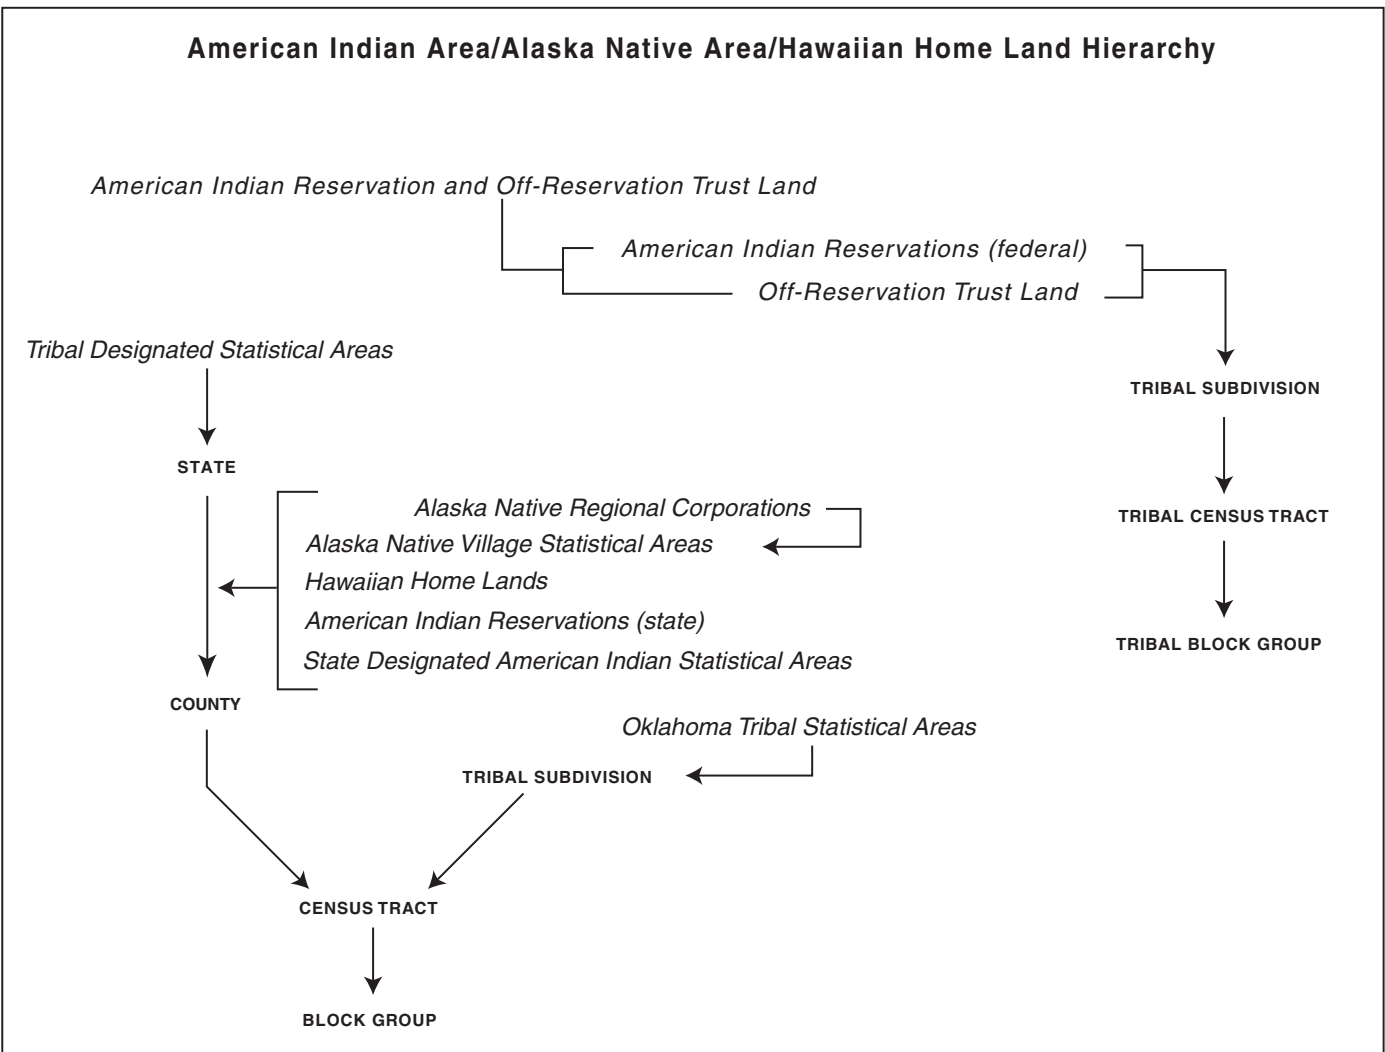 American Indian Area/Alaska Native Area/Hawaiian Home Land Hierarchy
American Indian Reservation and Off-Reservation Trust Land
American Indian Reservations (federal)
Off-Reservation Trust Land
Tribal Designated Statistical Areas
TRIBAL SUBDIVISION
STATE
Alaska Native Regional Corporations
TRIBAL CENSUS TRACT
Alaska Native Village Statistical Areas
Hawaiian Home Lands
American Indian Reservations (state)
TRIBAL BLOCK GROUP
State Designated American Indian Statistical Areas
COUNTY
Oklahoma Tribal Statistical Areas
TRIBAL SUBDIVISION
CENSUS TRACT
BLOCK GROUP